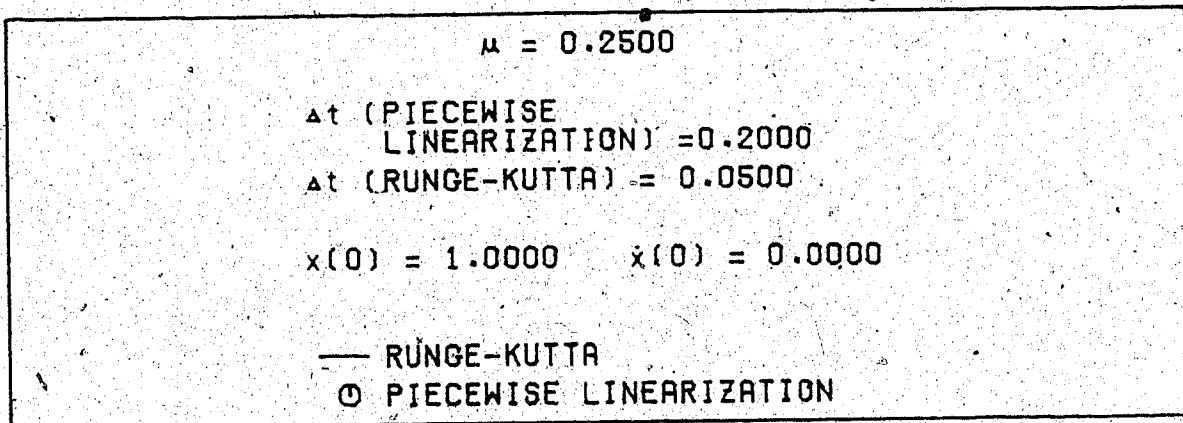 μ = 0.2500
Δt (PIECEWISE
LINEARIZATION) =0.2000
Δt (RUNGE-KUTTA) = 0.0500
x(0) = 1.0000 ẋ(0) = 0.0000
— RUNGE-KUTTA
⏲ PIECEWISE LINEARIZATION